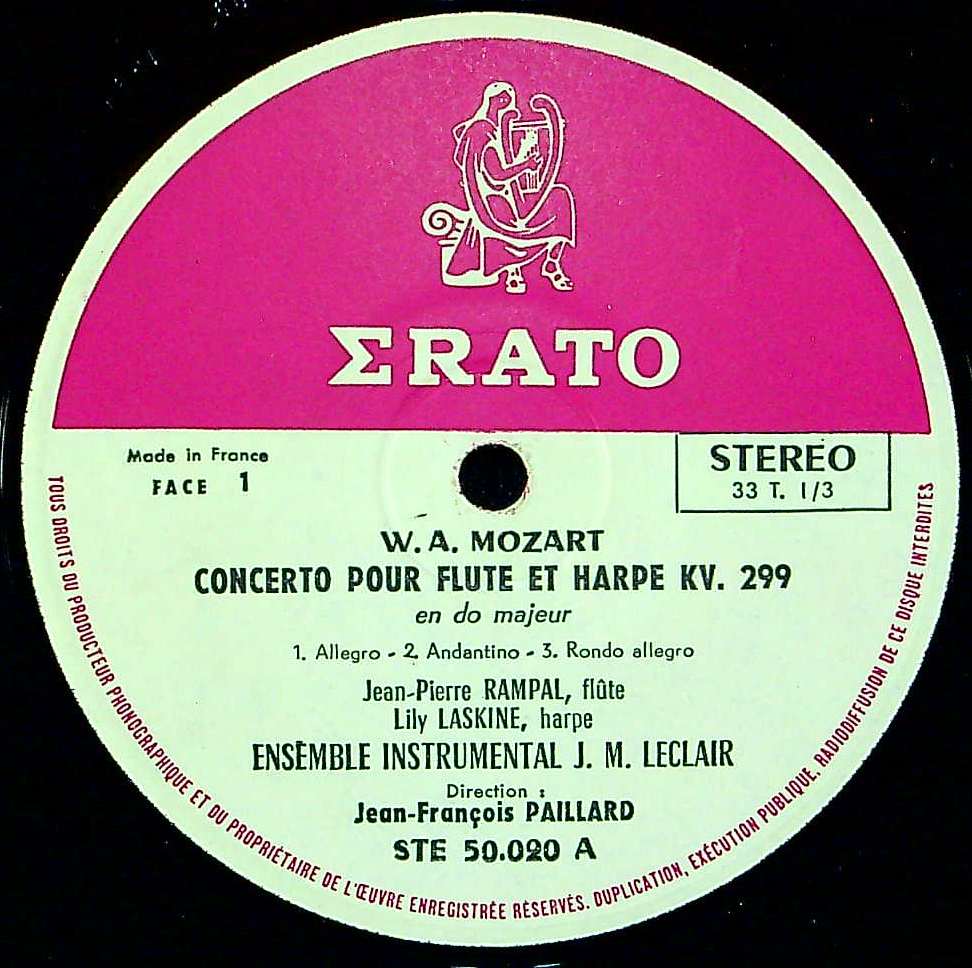 ΣRATO
Made in France
FACE 1
STEREO
33 T. 1/3
W. A. MOZART
CONCERTO POUR FLUTE ET HARPE KV. 299
en do majeur
1. Allegro - 2. Andantino - 3. Rondo allegro
Jean-Pierre RAMPAL, flûte
Lily LASKINE, harpe
ENSEMBLE INSTRUMENTAL J. M. LECLAIR
Direction :
Jean-François PAILLARD
STE 50.020 A
TOUS DROITS DU PRODUCTEUR PHONOGRAPHIQUE ET DU PROPRIÉTAIRE DE L'ŒUVRE ENREGISTRÉE RÉSERVÉS. DUPLICATION, EXÉCUTION PUBLIQUE, RADIODIFFUSION DE CE DISQUE INTERDITES